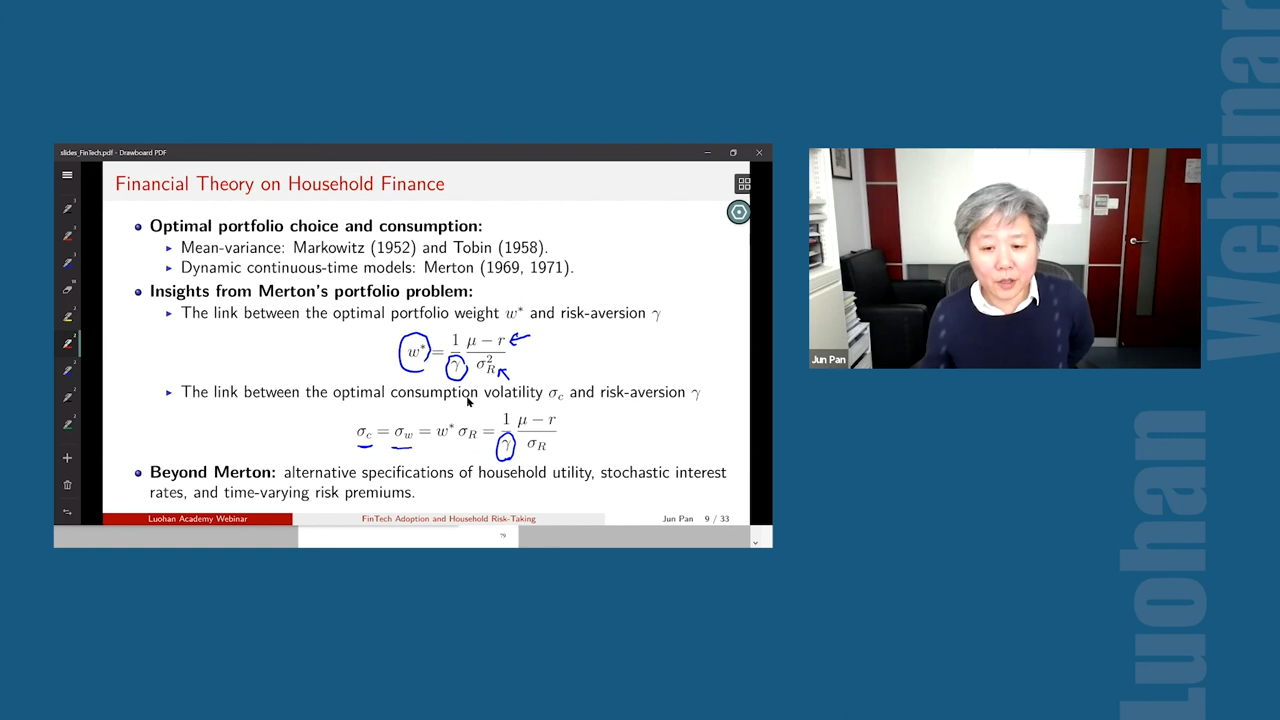 slides_FinTech.pdf - Drawboard PDF
Financial Theory on Household Finance
Optimal portfolio choice and consumption:
Mean-variance: Markowitz (1952) and Tobin (1958).
Dynamic continuous-time models: Merton (1969, 1971).
Insights from Merton's portfolio problem:
The link between the optimal portfolio weight w* and risk-aversion γ
w* = 1/γ (μ − r)/σ²_R
The link between the optimal consumption volatility σ_c and risk-aversion γ
σ_c = σ_w = w* σ_R = 1/γ (μ − r)/σ_R
Beyond Merton: alternative specifications of household utility, stochastic interest
rates, and time-varying risk premiums.
Luohan Academy Webinar FinTech Adoption and Household Risk-Taking Jun Pan 9 / 33
79
Jun Pan
Luohan Webinar